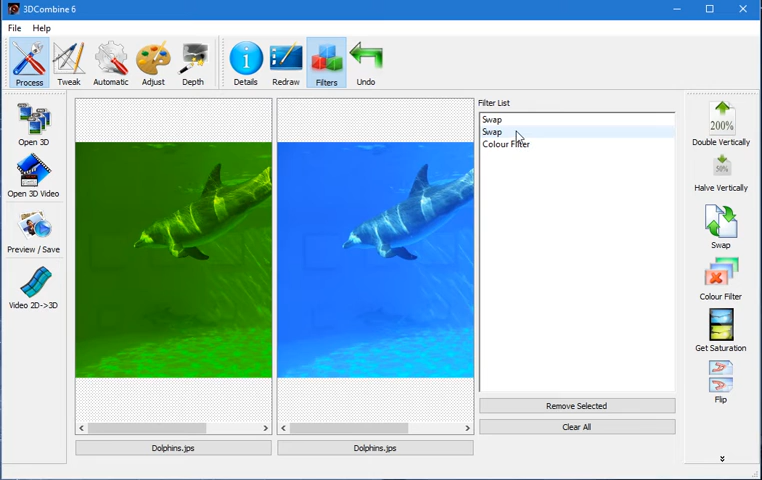 3DCombine 6
File Help
Process Tweak Automatic Adjust Depth Details Redraw Filters Undo
Open 3D
Open 3D Video
Preview / Save
Video 2D->3D
Dolphins.jps
Dolphins.jps
Filter List
Swap
Swap
Colour Filter
Remove Selected
Clear All
200%
Double Vertically
50%
Halve Vertically
Swap
Colour Filter
Get Saturation
Flip